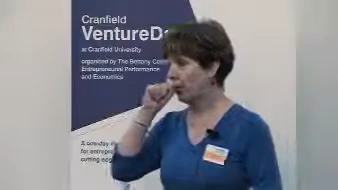 Cranfield
VentureD
at Cranfield University
organized by The Bettany Ce
Entrepreneurial Performance
and Economics
A one-day
for entrepre
cutting edg